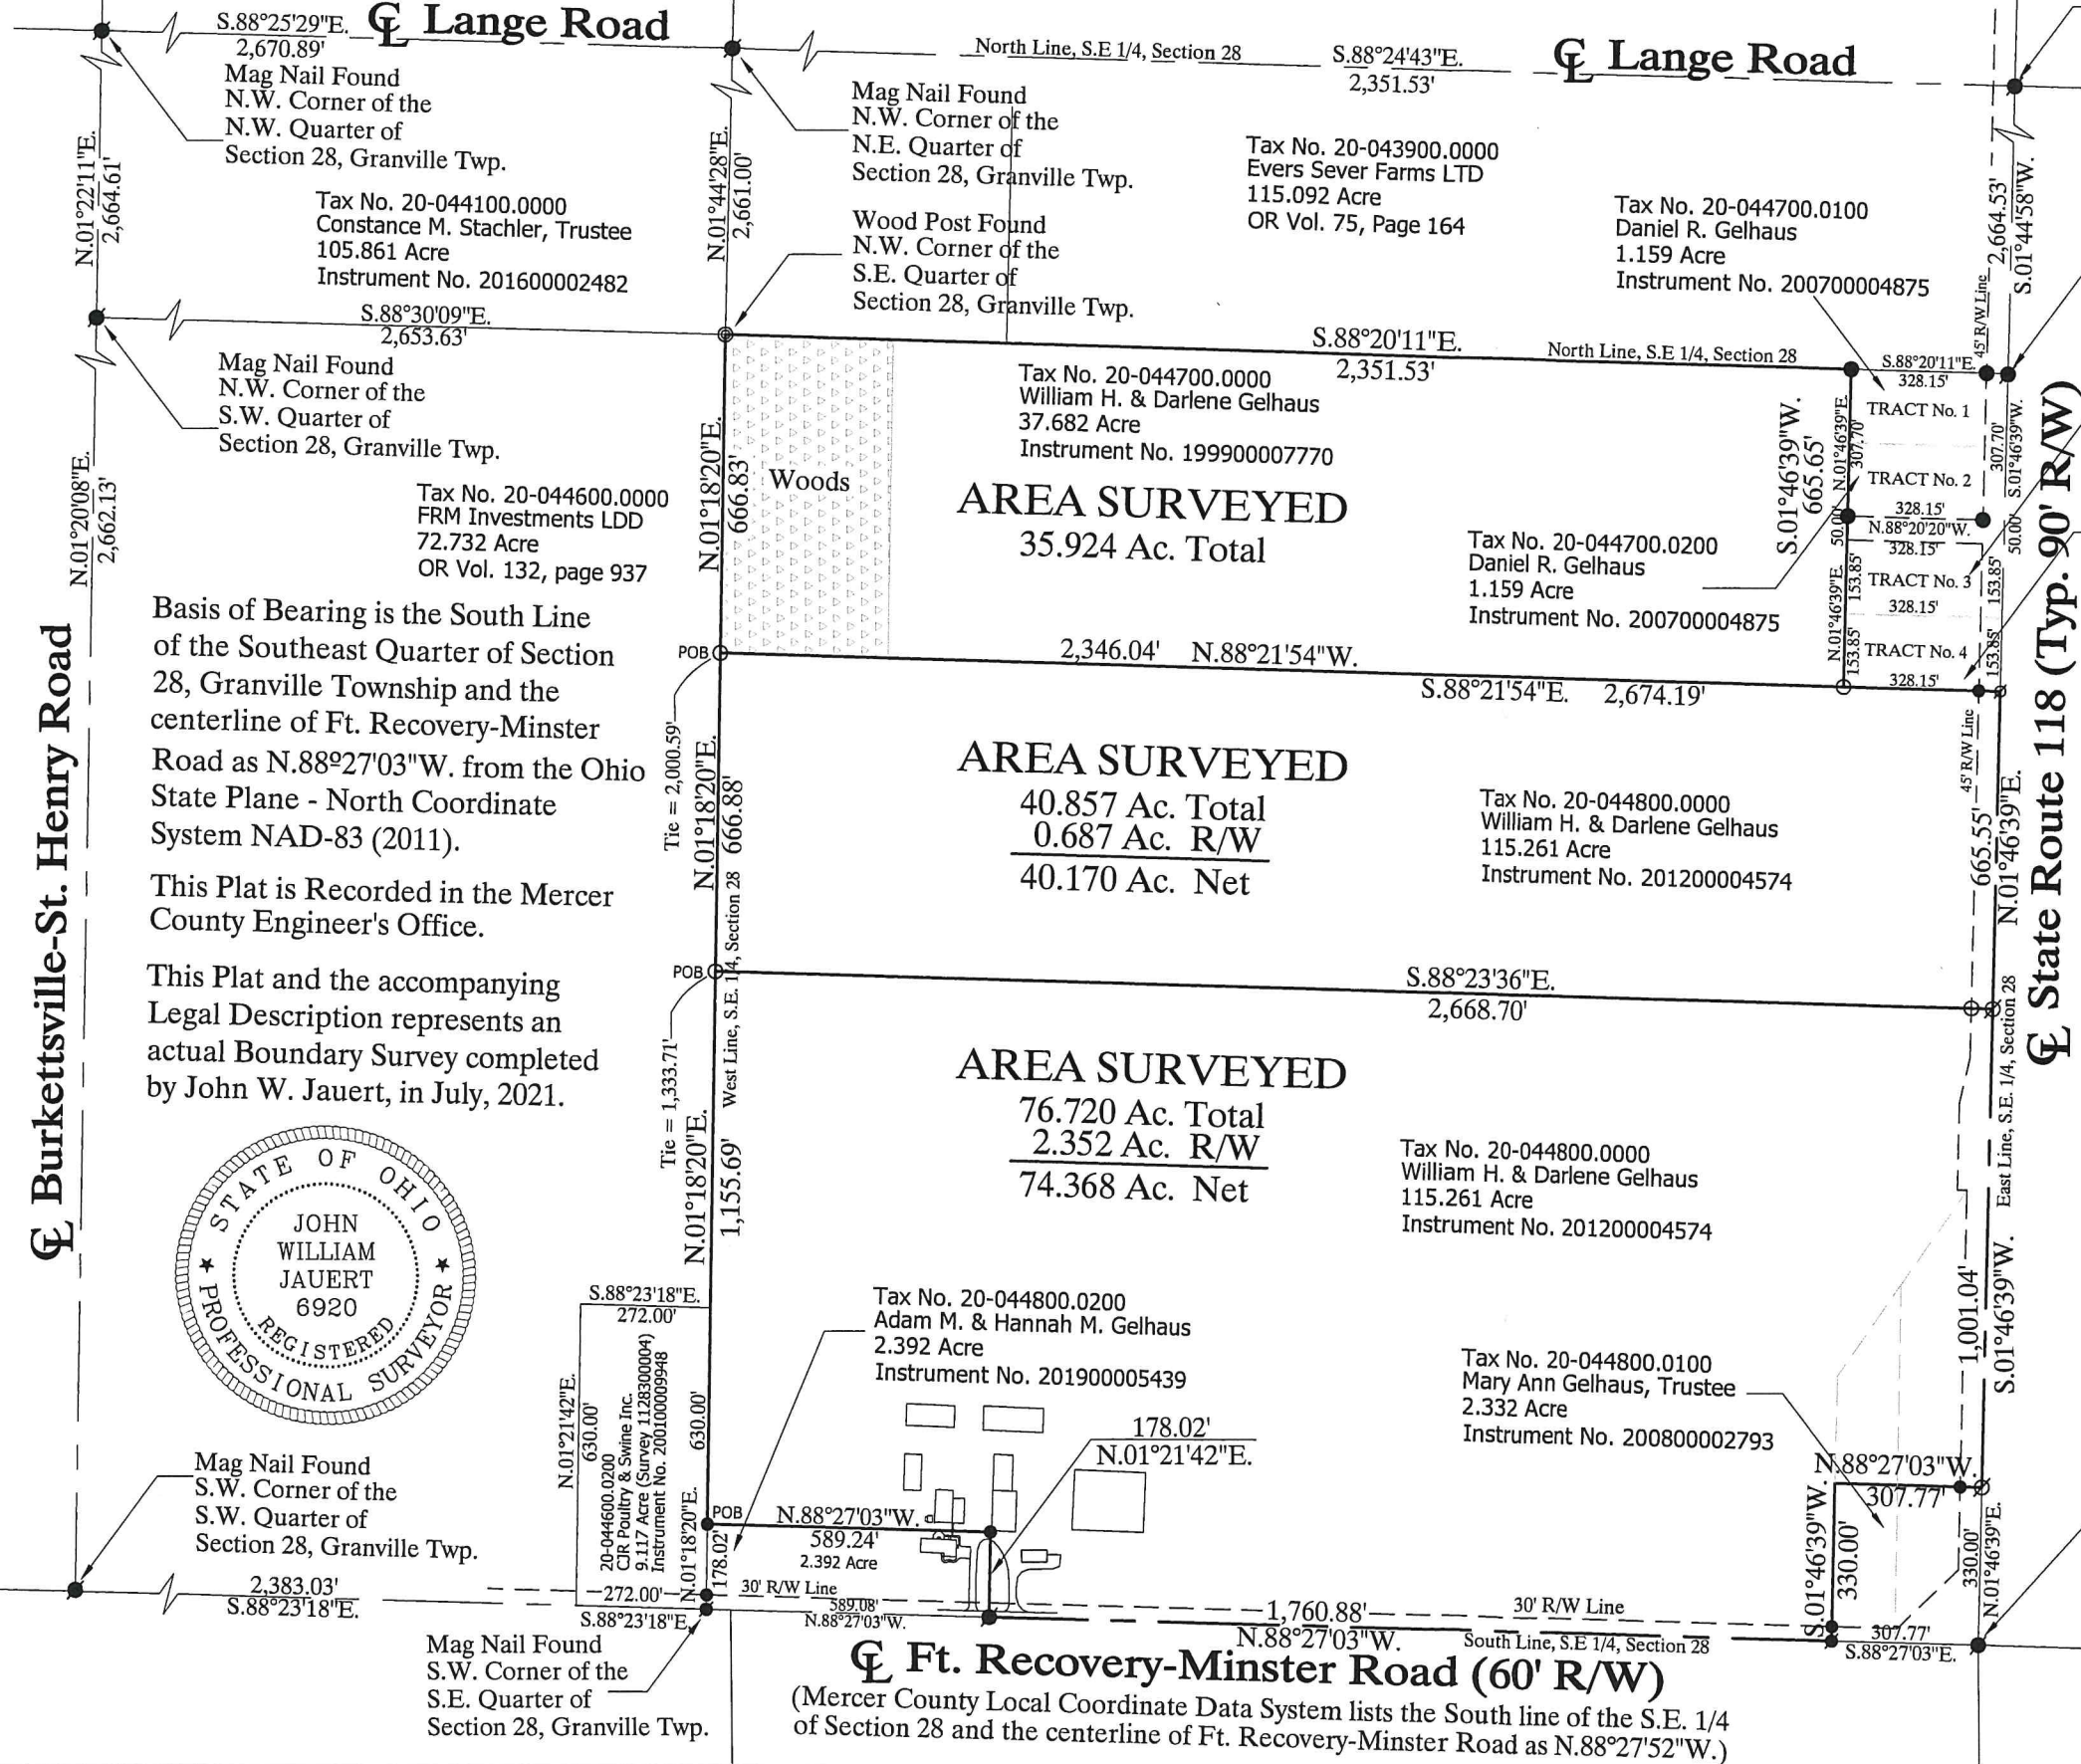 S.88°25'29"E.
2,670.89'
℄ Lange Road
North Line, S.E 1/4, Section 28
S.88°24'43"E.
2,351.53'
℄ Lange Road
Mag Nail Found
N.W. Corner of the
N.W. Quarter of
Section 28, Granville Twp.
N.01°22'11"E.
2,664.61'
Tax No. 20-044100.0000
Constance M. Stachler, Trustee
105.861 Acre
Instrument No. 201600002482
N.01°44'28"E.
2,661.00'
Mag Nail Found
N.W. Corner of the
N.E. Quarter of
Section 28, Granville Twp.
Wood Post Found
N.W. Corner of the
S.E. Quarter of
Section 28, Granville Twp.
Tax No. 20-043900.0000
Evers Sever Farms LTD
115.092 Acre
OR Vol. 75, Page 164
Tax No. 20-044700.0100
Daniel R. Gelhaus
1.159 Acre
Instrument No. 200700004875
2,664.53'
S.01°44'58"W.
45' R/W Line
S.88°30'09"E.
2,653.63'
Mag Nail Found
N.W. Corner of the
S.W. Quarter of
Section 28, Granville Twp.
N.01°20'08"E.
2,662.13'
Tax No. 20-044600.0000
FRM Investments LDD
72.732 Acre
OR Vol. 132, page 937
S.88°20'11"E.
2,351.53'
North Line, S.E 1/4, Section 28
S.88°20'11"E.
328.15'
N.01°18'20"E.
666.83'
Woods
Tax No. 20-044700.0000
William H. & Darlene Gelhaus
37.682 Acre
Instrument No. 199900007770
AREA SURVEYED
35.924 Ac. Total
S.01°46'39"W.
665.65'
N.01°46'39"E.
307.70'
TRACT No. 1
TRACT No. 2
307.70'
S.01°46'39"W.
328.15'
N.88°20'20"W.
328.15'
50.00'
50.00'
TRACT No. 3
328.15'
TRACT No. 4
328.15'
N.01°46'39"E.
153.85'
153.85'
153.85'
153.85'
Tax No. 20-044700.0200
Daniel R. Gelhaus
1.159 Acre
Instrument No. 200700004875
℄ State Route 118 (Typ. 90' R/W)
℄ Burkettsville-St. Henry Road
Basis of Bearing is the South Line
of the Southeast Quarter of Section
28, Granville Township and the
centerline of Ft. Recovery-Minster
Road as N.88º27'03"W. from the Ohio
State Plane - North Coordinate
System NAD-83 (2011).
This Plat is Recorded in the Mercer
County Engineer's Office.
This Plat and the accompanying
Legal Description represents an
actual Boundary Survey completed
by John W. Jauert, in July, 2021.
POB
2,346.04' N.88°21'54"W.
S.88°21'54"E. 2,674.19'
Tie = 2,000.59'
N.01°18'20"E.
666.88'
AREA SURVEYED
40.857 Ac. Total
0.687 Ac. R/W
40.170 Ac. Net
Tax No. 20-044800.0000
William H. & Darlene Gelhaus
115.261 Acre
Instrument No. 201200004574
45' R/W Line
665.55'
N.01°46'39"E.
West Line, S.E. 1/4, Section 28
POB
S.88°23'36"E.
2,668.70'
East Line, S.E. 1/4, Section 28
Tie = 1,333.71'
N.01°18'20"E.
1,155.69'
AREA SURVEYED
76.720 Ac. Total
2.352 Ac. R/W
74.368 Ac. Net
Tax No. 20-044800.0000
William H. & Darlene Gelhaus
115.261 Acre
Instrument No. 201200004574
1,001.04'
S.01°46'39"W.
STATE OF OHIO
JOHN
WILLIAM
JAUERT
6920
REGISTERED
★ PROFESSIONAL SURVEYOR ★
S.88°23'18"E.
272.00'
N.01°21'42"E.
630.00'
20-044600.0200
CJR Poultry & Swine Inc.
9.117 Acre (Survey 1128300004)
Instrument No. 200100009948
630.00'
N.01°18'20"E.
178.02'
Tax No. 20-044800.0200
Adam M. & Hannah M. Gelhaus
2.392 Acre
Instrument No. 201900005439
178.02'
N.01°21'42"E.
POB
N.88°27'03"W.
589.24'
2.392 Acre
Tax No. 20-044800.0100
Mary Ann Gelhaus, Trustee
2.332 Acre
Instrument No. 200800002793
N.88°27'03"W.
307.77'
S.01°46'39"W.
330.00'
330.00'
N.01°46'39"E.
Mag Nail Found
S.W. Corner of the
S.W. Quarter of
Section 28, Granville Twp.
2,383.03'
S.88°23'18"E.
272.00'
S.88°23'18"E.
30' R/W Line
589.08'
N.88°27'03"W.
1,760.88'
N.88°27'03"W.
30' R/W Line
South Line, S.E 1/4, Section 28
307.77'
S.88°27'03"E.
Mag Nail Found
S.W. Corner of the
S.E. Quarter of
Section 28, Granville Twp.
℄ Ft. Recovery-Minster Road (60' R/W)
(Mercer County Local Coordinate Data System lists the South line of the S.E. 1/4
of Section 28 and the centerline of Ft. Recovery-Minster Road as N.88°27'52"W.)